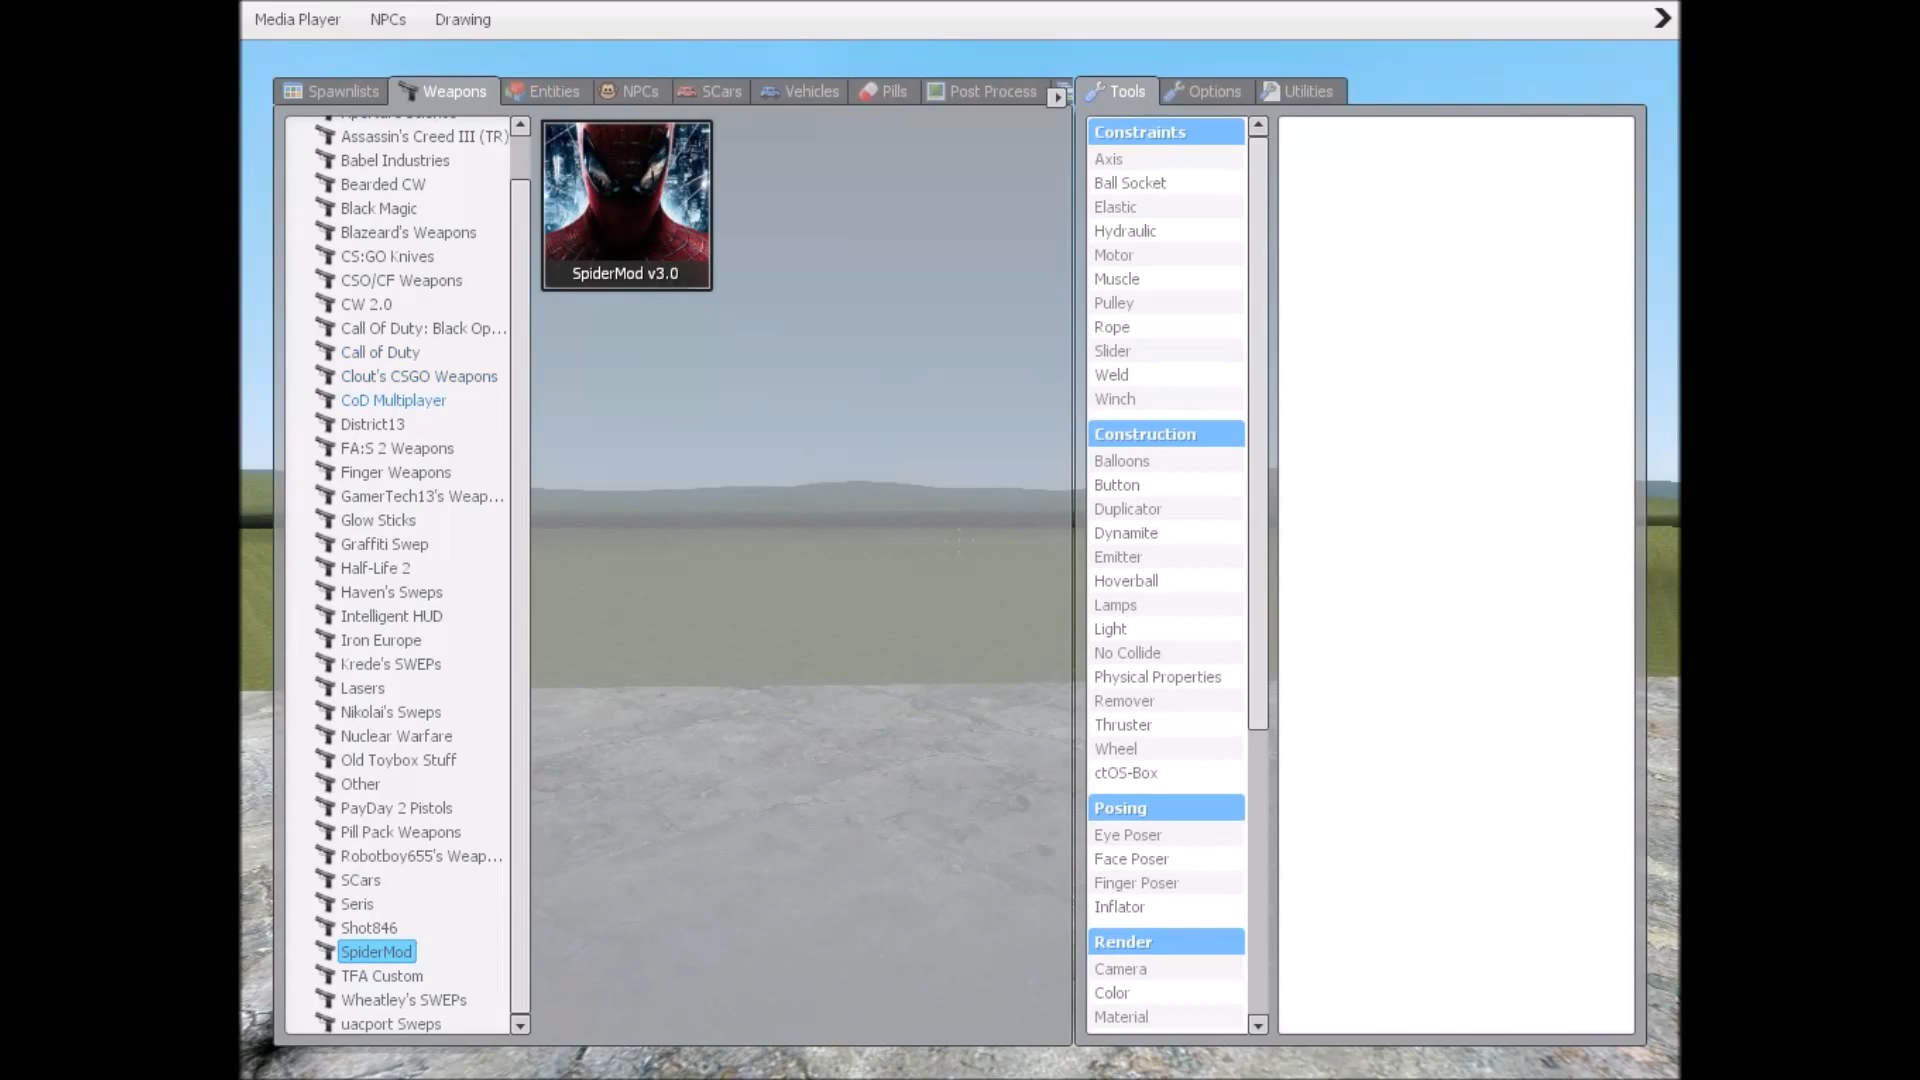 Media Player NPCs Drawing
Spawnlists Weapons Entities NPCs SCars Vehicles Pills Post Process
Tools Options Utilities
Assassin's Creed III (TR)
Babel Industries
Bearded CW
Black Magic
Blazeard's Weapons
CS:GO Knives
CSO/CF Weapons
CW 2.0
Call Of Duty: Black Op...
Call of Duty
Clout's CSGO Weapons
CoD Multiplayer
District13
FA:S 2 Weapons
Finger Weapons
GamerTech13's Weap...
Glow Sticks
Graffiti Swep
Half-Life 2
Haven's Sweps
Intelligent HUD
Iron Europe
Krede's SWEPs
Lasers
Nikolai's Sweps
Nuclear Warfare
Old Toybox Stuff
Other
PayDay 2 Pistols
Pill Pack Weapons
Robotboy655's Weap...
SCars
Seris
Shot846
SpiderMod
TFA Custom
Wheatley's SWEPs
uacport Sweps
SpiderMod v3.0
Constraints
Axis
Ball Socket
Elastic
Hydraulic
Motor
Muscle
Pulley
Rope
Slider
Weld
Winch
Construction
Balloons
Button
Duplicator
Dynamite
Emitter
Hoverball
Lamps
Light
No Collide
Physical Properties
Remover
Thruster
Wheel
ctOS-Box
Posing
Eye Poser
Face Poser
Finger Poser
Inflator
Render
Camera
Color
Material